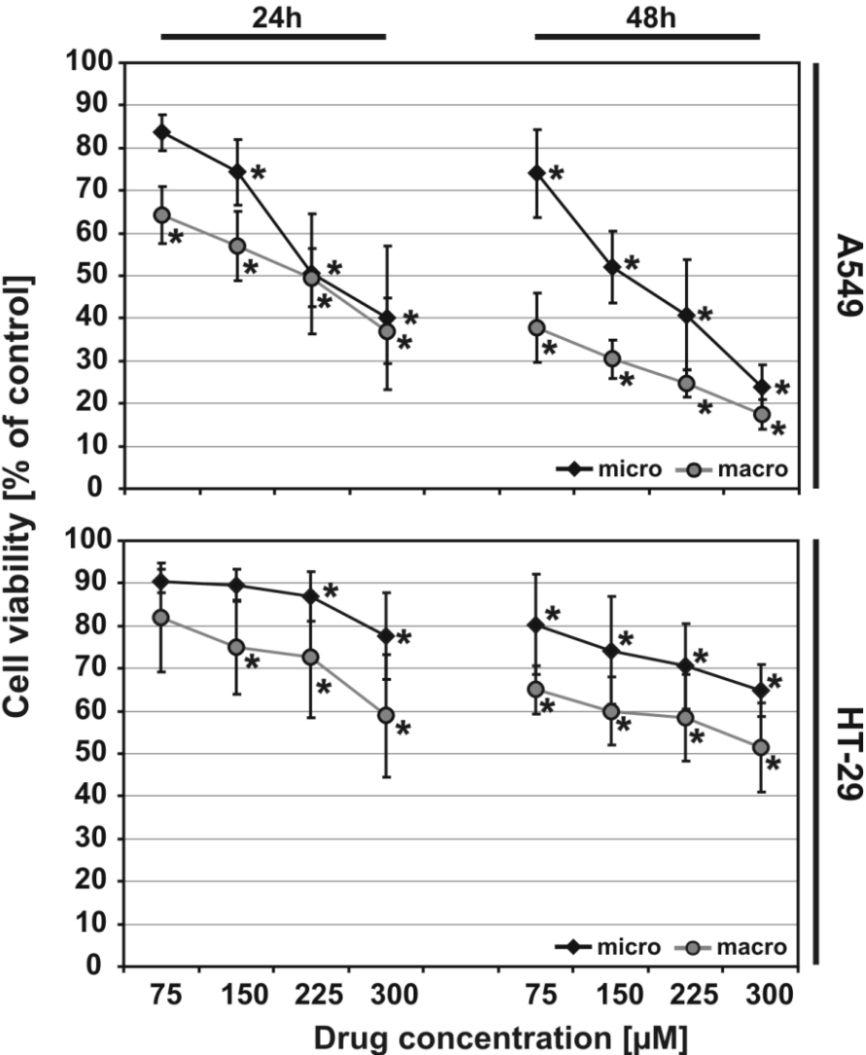 24h 48h
100
90
80
70
60
50
40
30
20
10
0
* * * * * * *
* * * * * * * *
micro macro
A549
Cell viability [% of control]
100
90
80
70
60
50
40
30
20
10
0
* * * * * *
* * * * * * *
micro macro
HT-29
75 150 225 300 75 150 225 300
Drug concentration [µM]